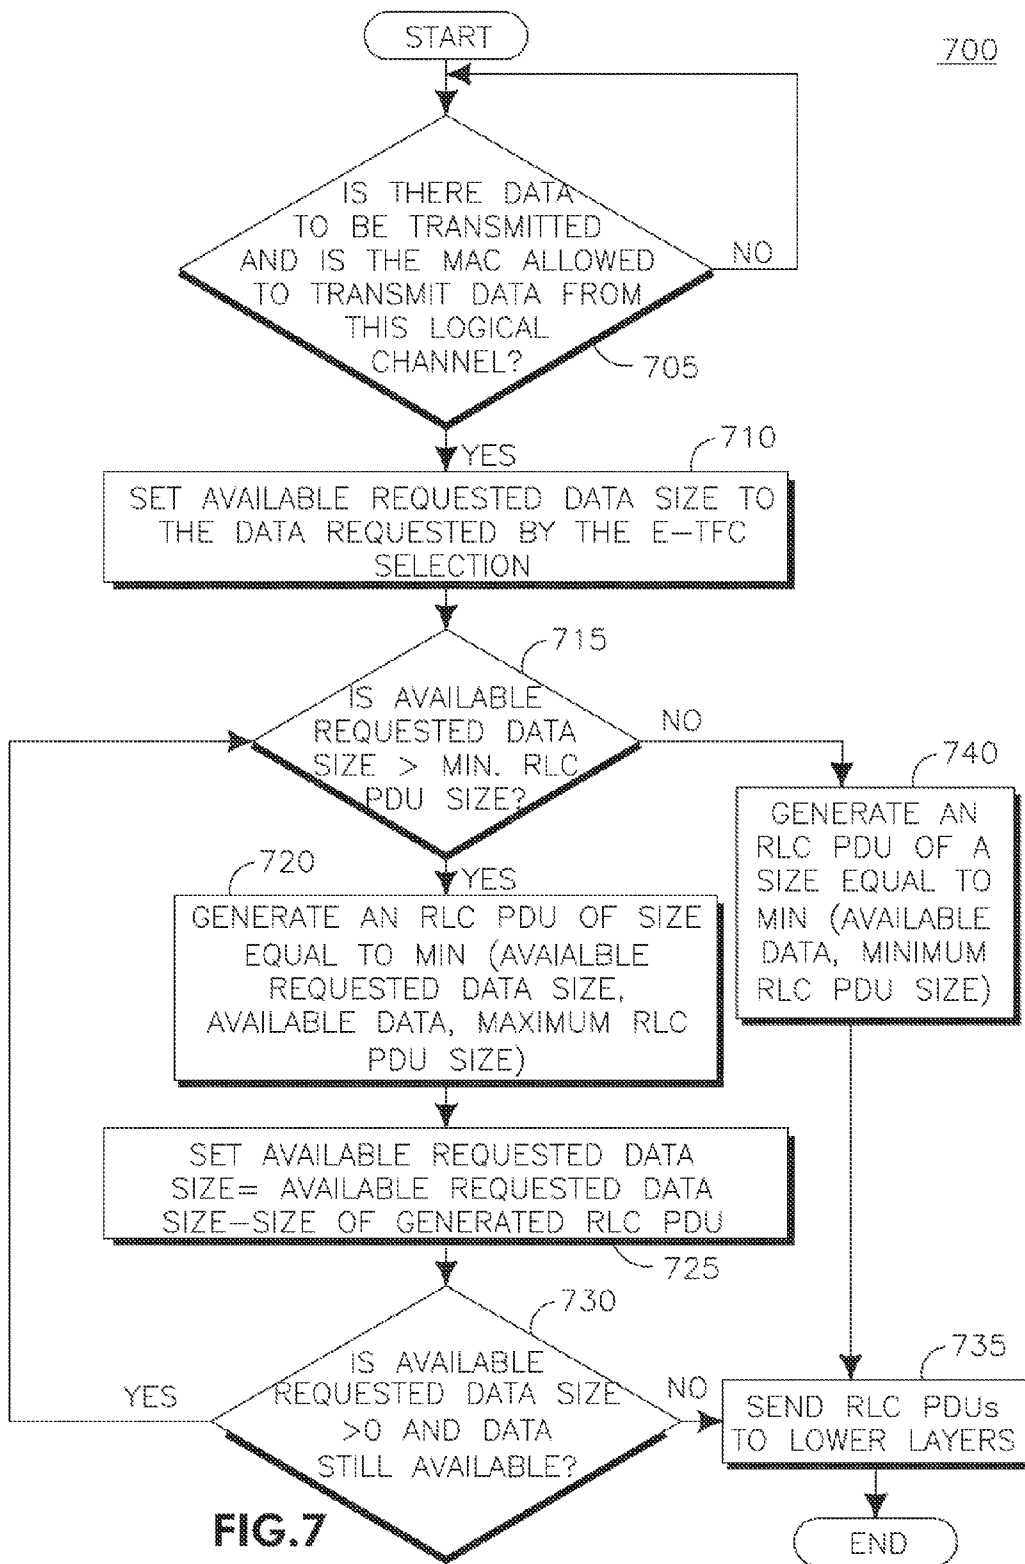 START
700
IS THERE DATA
TO BE TRANSMITTED
AND IS THE MAC ALLOWED
TO TRANSMIT DATA FROM
THIS LOGICAL
CHANNEL?
NO
705
YES
710
SET AVAILABLE REQUESTED DATA SIZE TO
THE DATA REQUESTED BY THE E-TFC
SELECTION
715
IS AVAILABLE
REQUESTED DATA
SIZE > MIN. RLC
PDU SIZE?
NO
740
GENERATE AN
RLC PDU OF A
SIZE EQUAL TO
MIN (AVAILABLE
DATA, MINIMUM
RLC PDU SIZE)
YES
720
GENERATE AN RLC PDU OF SIZE
EQUAL TO MIN (AVAIALBLE
REQUESTED DATA SIZE,
AVAILABLE DATA, MAXIMUM RLC
PDU SIZE)
SET AVAILABLE REQUESTED DATA
SIZE= AVAILABLE REQUESTED DATA
SIZE-SIZE OF GENERATED RLC PDU
725
730
IS AVAILABLE
REQUESTED DATA SIZE
>0 AND DATA
STILL AVAILABLE?
YES
NO
735
SEND RLC PDUs
TO LOWER LAYERS
END
FIG.7